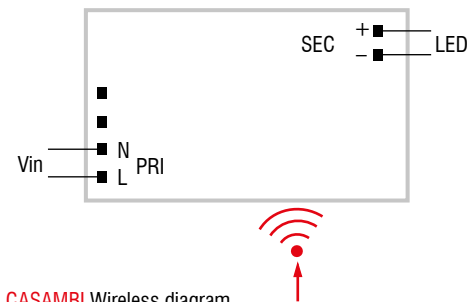 SEC + LED
−
N
Vin PRI
L
CASAMBI Wireless diagram